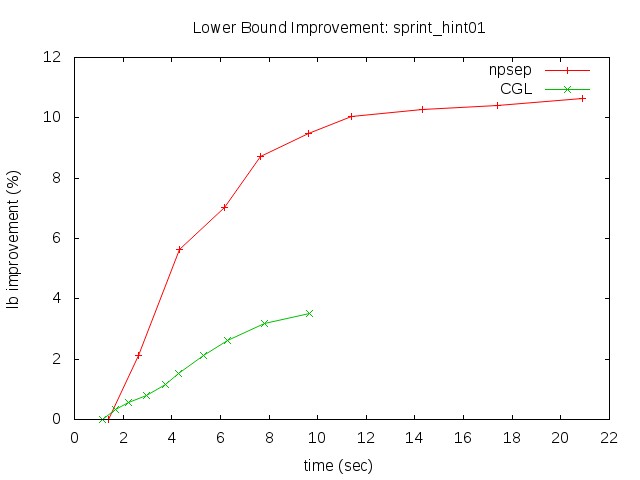 Lower Bound Improvement: sprint_hint01
npsep
CGL
12
10
8
6
4
2
0
lb improvement (%)
0 2 4 6 8 10 12 14 16 18 20 22
time (sec)